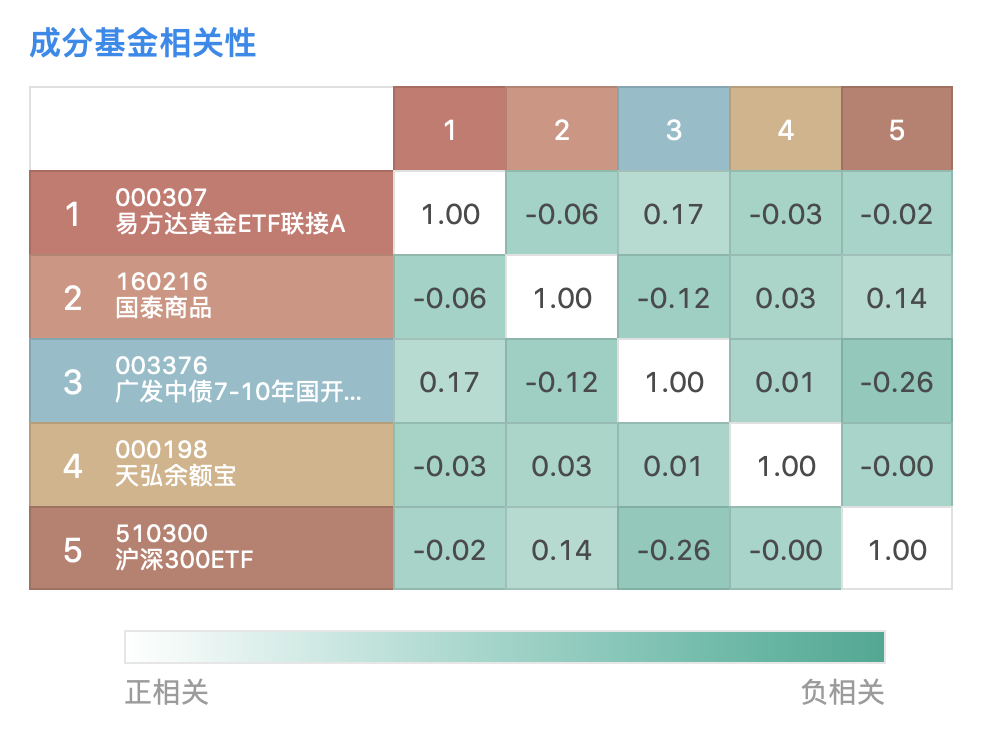 成分基金相关性
1 2 3 4 5
1 000307 易方达黄金ETF联接A 1.00 -0.06 0.17 -0.03 -0.02
2 160216 国泰商品 -0.06 1.00 -0.12 0.03 0.14
3 003376 广发中债7-10年国开... 0.17 -0.12 1.00 0.01 -0.26
4 000198 天弘余额宝 -0.03 0.03 0.01 1.00 -0.00
5 510300 沪深300ETF -0.02 0.14 -0.26 -0.00 1.00
正相关 负相关